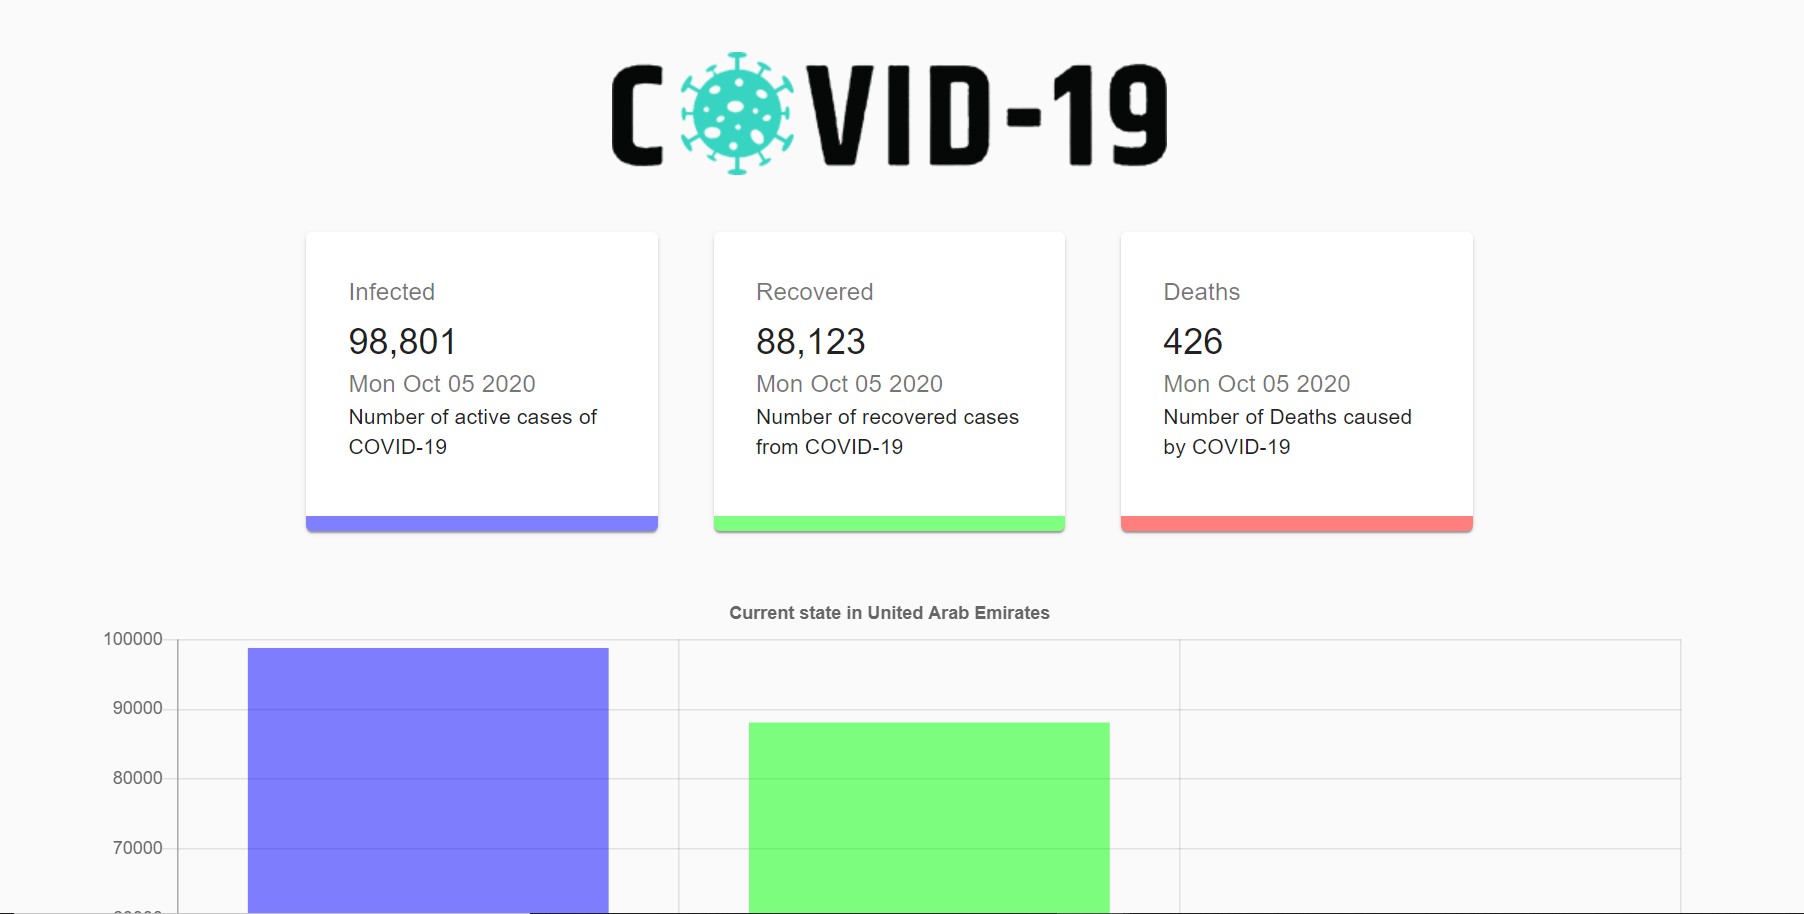 COVID-19
Infected
98,801
Mon Oct 05 2020
Number of active cases of
COVID-19
Recovered
88,123
Mon Oct 05 2020
Number of recovered cases
from COVID-19
Deaths
426
Mon Oct 05 2020
Number of Deaths caused
by COVID-19
Current state in United Arab Emirates
100000
90000
80000
70000